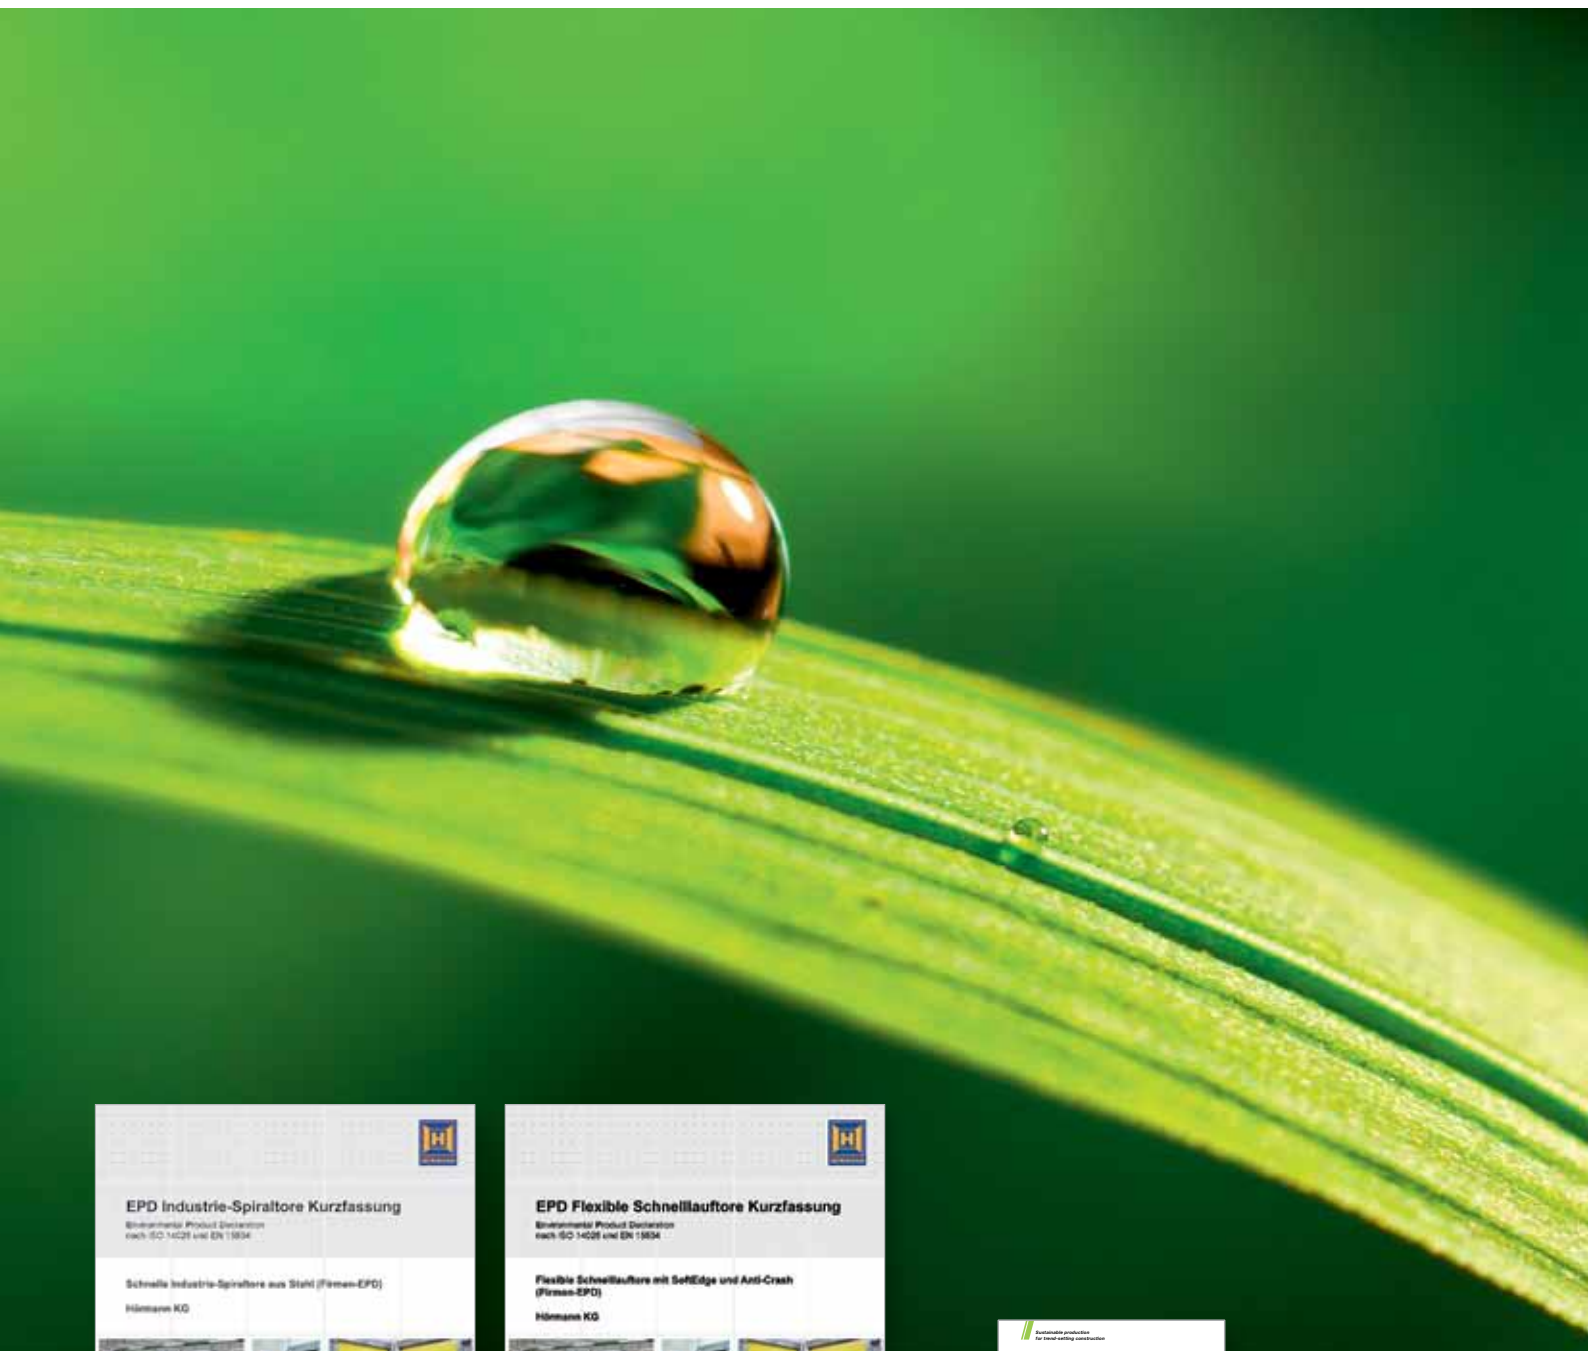 EPD Industrie-Spiraltore Kurzfassung
Environmental Product Declaration
nach ISO 14025 und EN 15804
Schnelle Industrie-Spiraltore aus Stahl (Firmen-EPD)
Hörmann KG
EPD Flexible Schnelllauftore Kurzfassung
Environmental Product Declaration
nach ISO 14025 und EN 15804
Flexible Schnelllauftore mit SoftEdge und Anti-Crash
(Firmen-EPD)
Hörmann KG
Sustainable production
for trend-setting construction